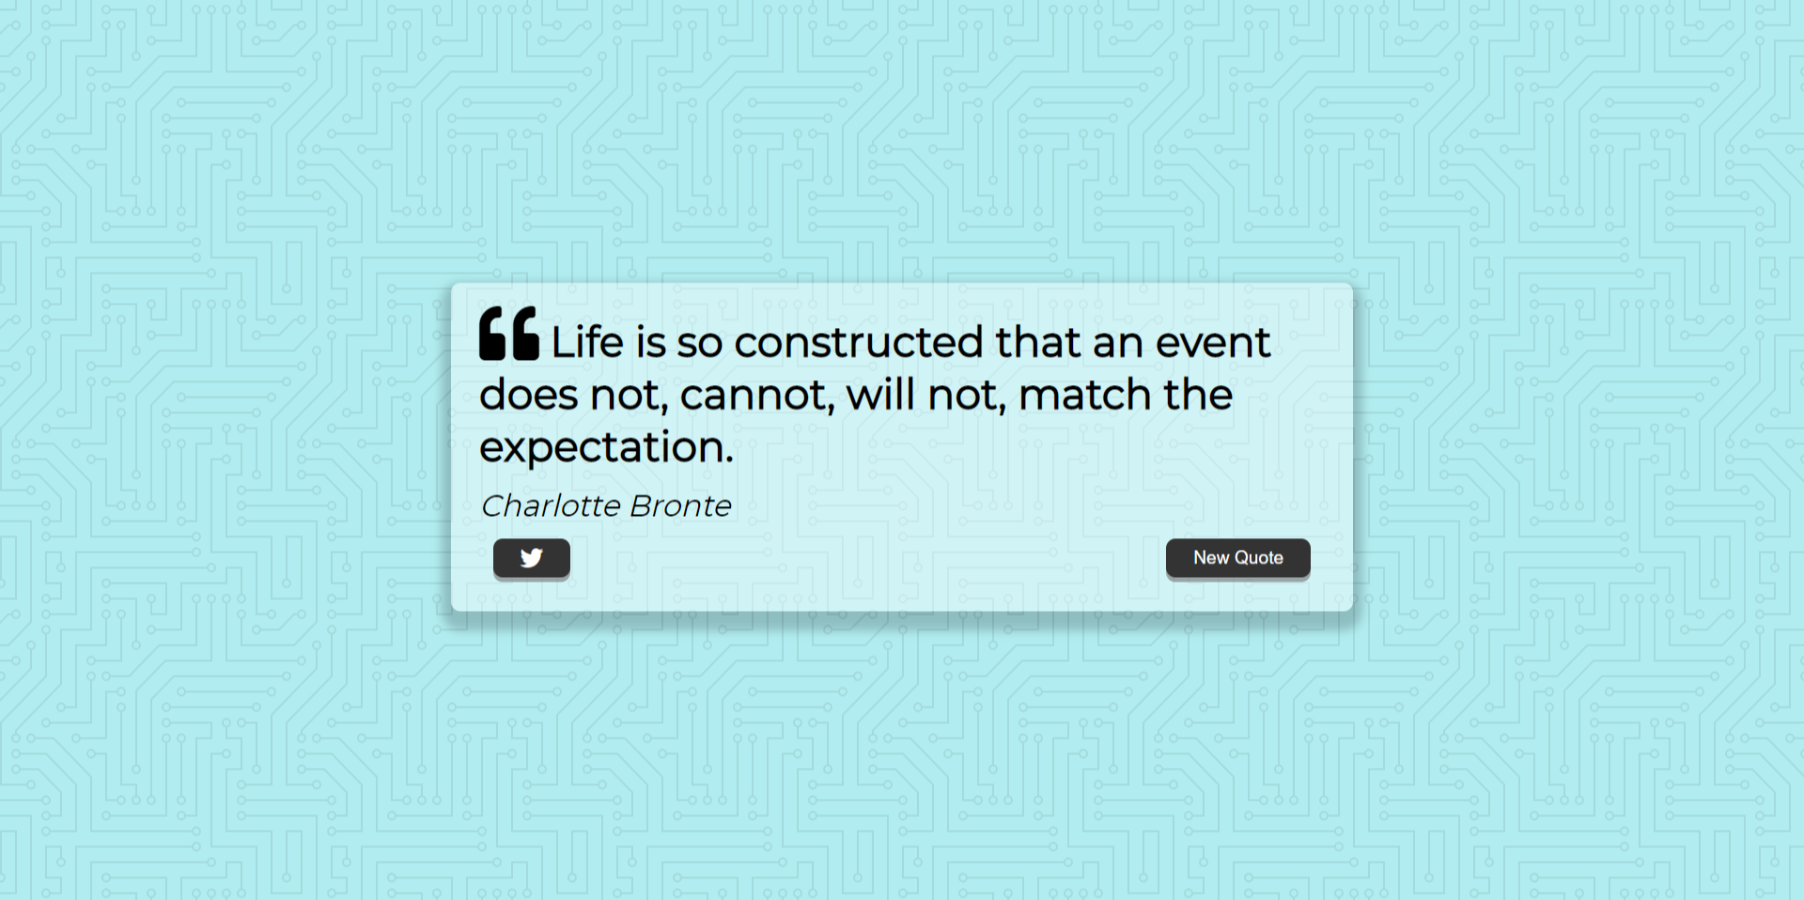 Life is so constructed that an event
does not, cannot, will not, match the
expectation.
Charlotte Bronte
New Quote